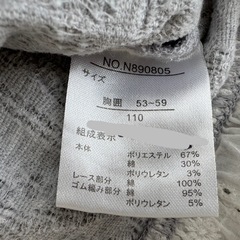 NO.N890805
サイズ
胸囲 53~59
110
組成表示
本体 ポリエステル 67%
綿 30%
ポリウレタン 3%
レース部分 綿 100%
ゴム編み部分 綿 95%
ポリウレタン 5%